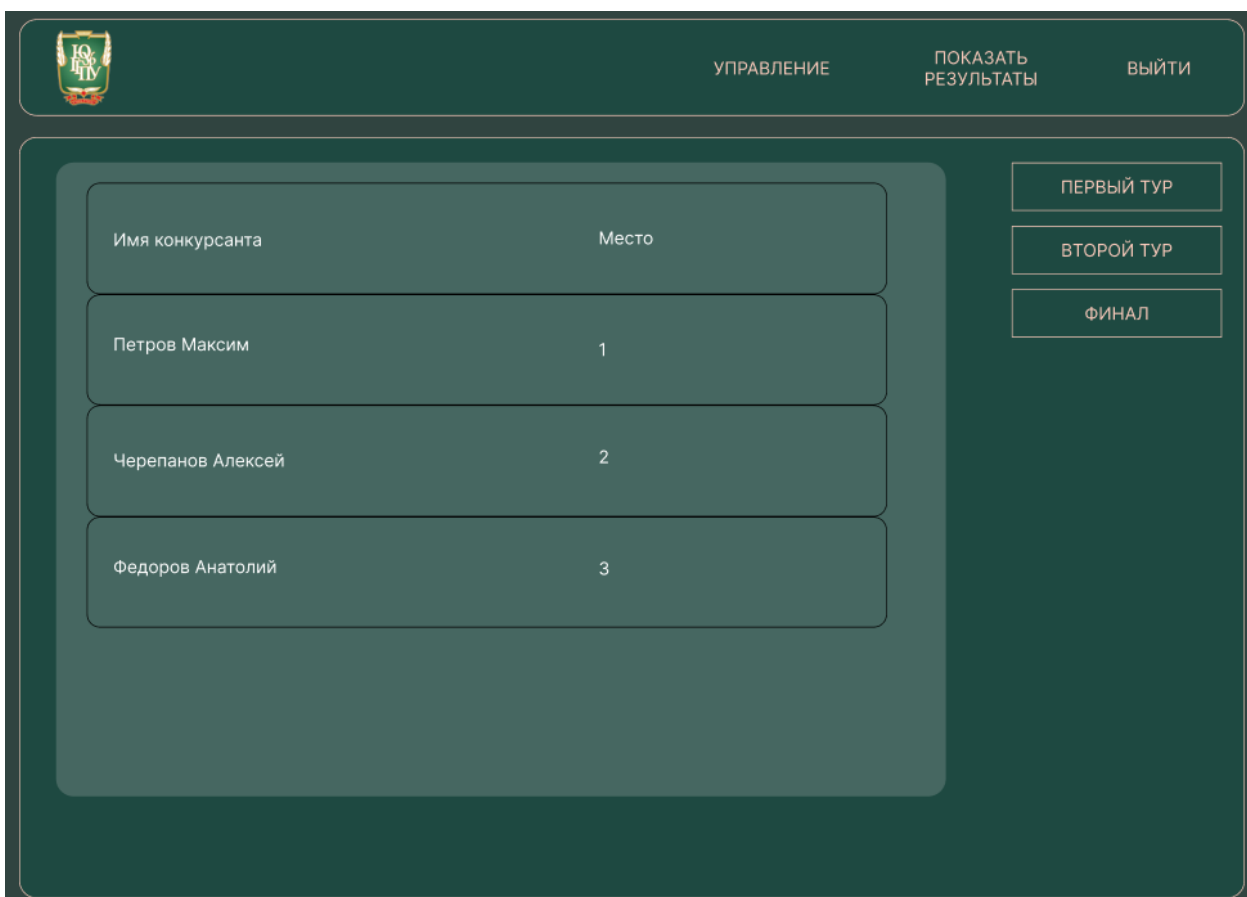 УПРАВЛЕНИЕ
ПОКАЗАТЬ
РЕЗУЛЬТАТЫ
ВЫЙТИ
Имя конкурсанта Место
Петров Максим 1
Черепанов Алексей 2
Федоров Анатолий 3
ПЕРВЫЙ ТУР
ВТОРОЙ ТУР
ФИНАЛ